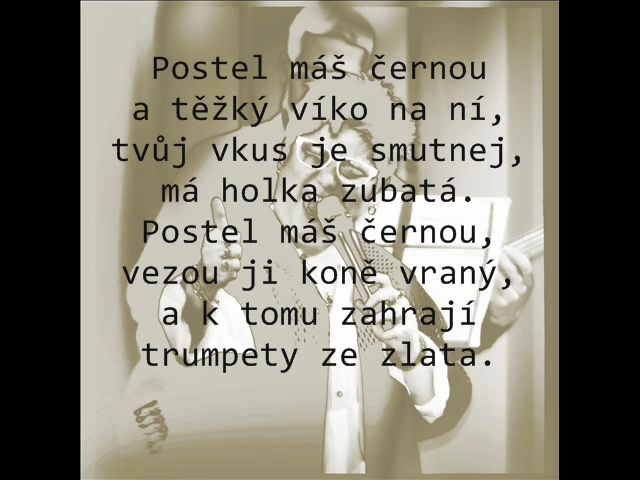 Postel máš černou
a těžký víko na ní,
tvůj vkus je smutnej,
má holka zubatá.
Postel máš černou,
vezou ji koně vraný,
a k tomu zahrají
trumpety ze zlata.